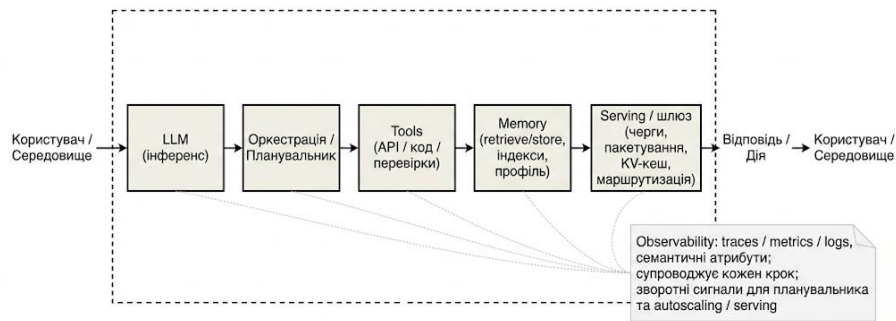 Користувач /
Середовище
LLM
(інференс)
Оркестрація /
Планувальник
Tools
(API / код /
перевірки)
Memory
(retrieve/store,
індекси,
профіль)
Serving / шлюз
(черги,
пакетування,
KV-кеш,
маршрутизація)
Відповідь /
Дія
Користувач /
Середовище
Observability: traces / metrics / logs,
семантичні атрибути;
супроводжує кожен крок;
зворотні сигнали для планувальника
та autoscaling / serving